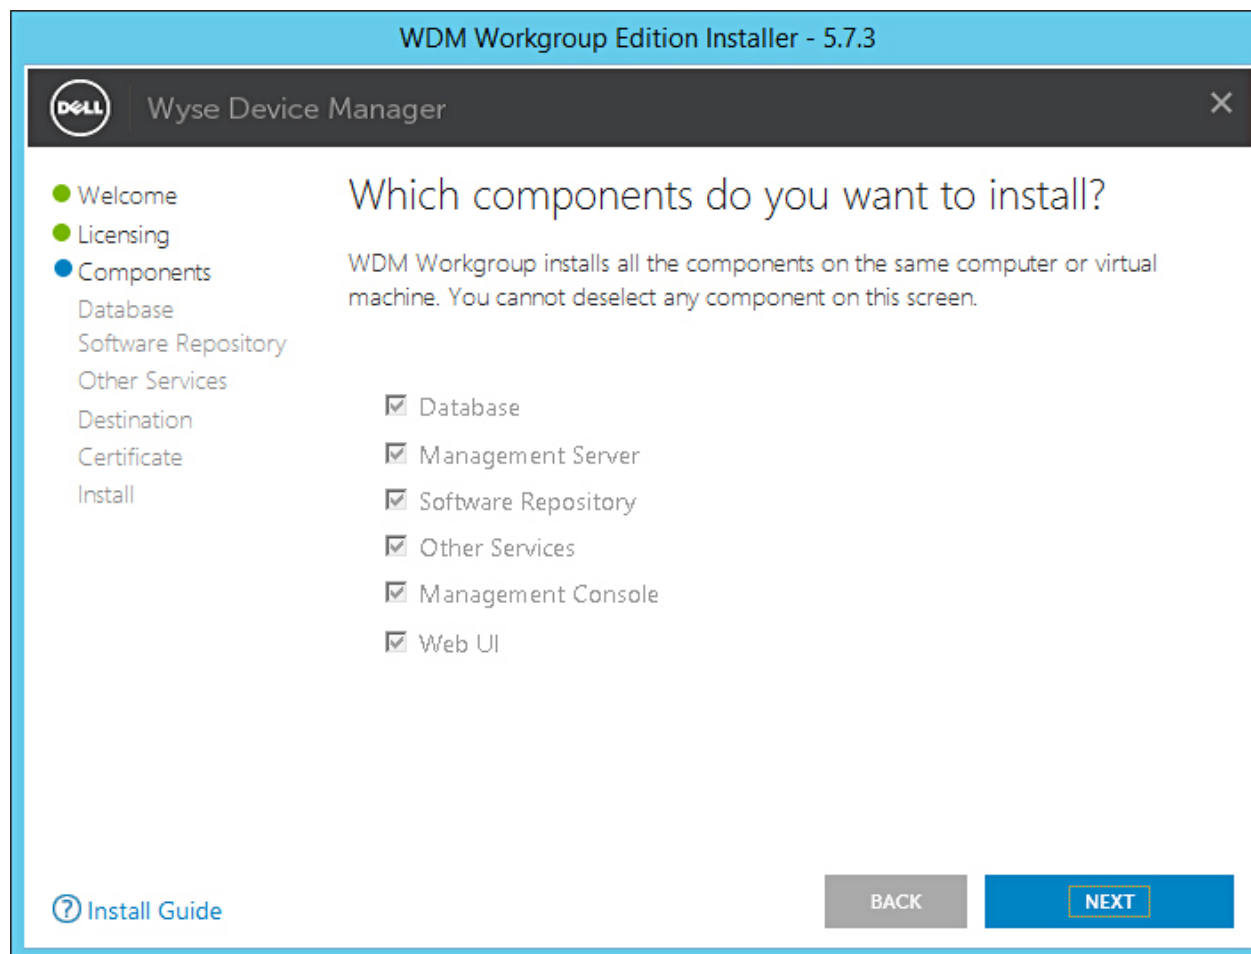 WDM Workgroup Edition Installer - 5.7.3
DELL
Wyse Device Manager
Welcome
Licensing
Components
Database
Software Repository
Other Services
Destination
Certificate
Install
Which components do you want to install?
WDM Workgroup installs all the components on the same computer or virtual
machine. You cannot deselect any component on this screen.
Database
Management Server
Software Repository
Other Services
Management Console
Web UI
? Install Guide
BACK
NEXT